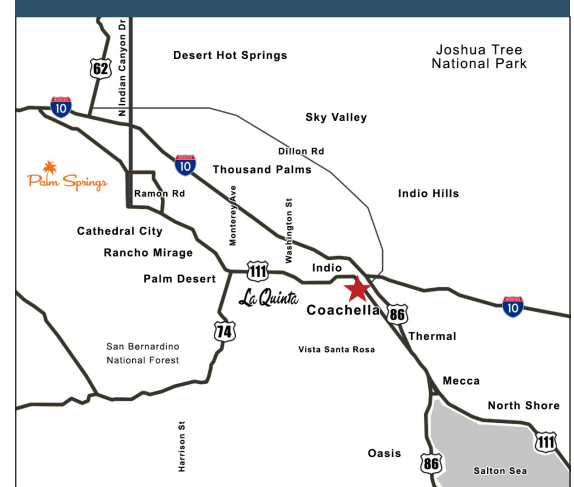 N Indian Canyon Dr
Desert Hot Springs
Joshua Tree
National Park
62
10
Sky Valley
Dillon Rd
10
Thousand Palms
Palm Springs
Ramon Rd
Indio Hills
Monterey Ave
Washington St
Cathedral City
Rancho Mirage
Indio
Palm Desert
111
La Quinta
Coachella
86
10
74
Thermal
San Bernardino
National Forest
Vista Santa Rosa
Mecca
North Shore
Harrison St
111
Oasis
86
Salton Sea